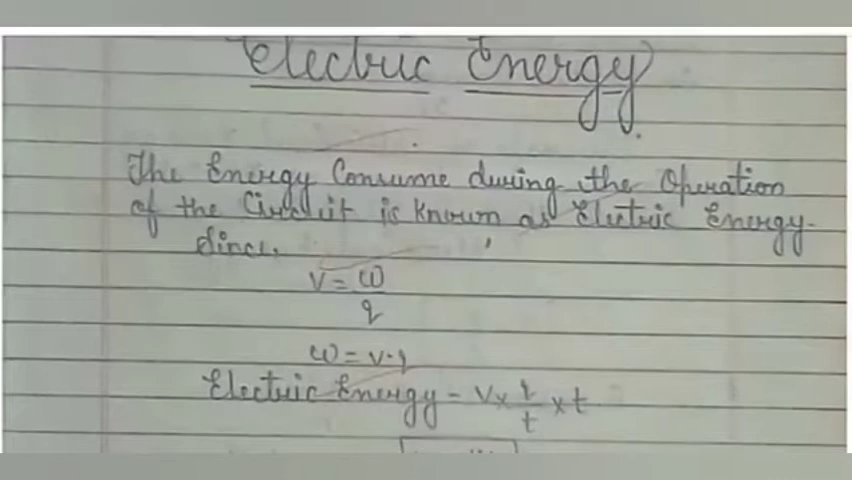 Electric Energy
The Energy Consume during the Operation
of the Circuit is known as Electric Energy.
Since,
V = W
q
W = V·q
Electric Energy = V× q/t ×t